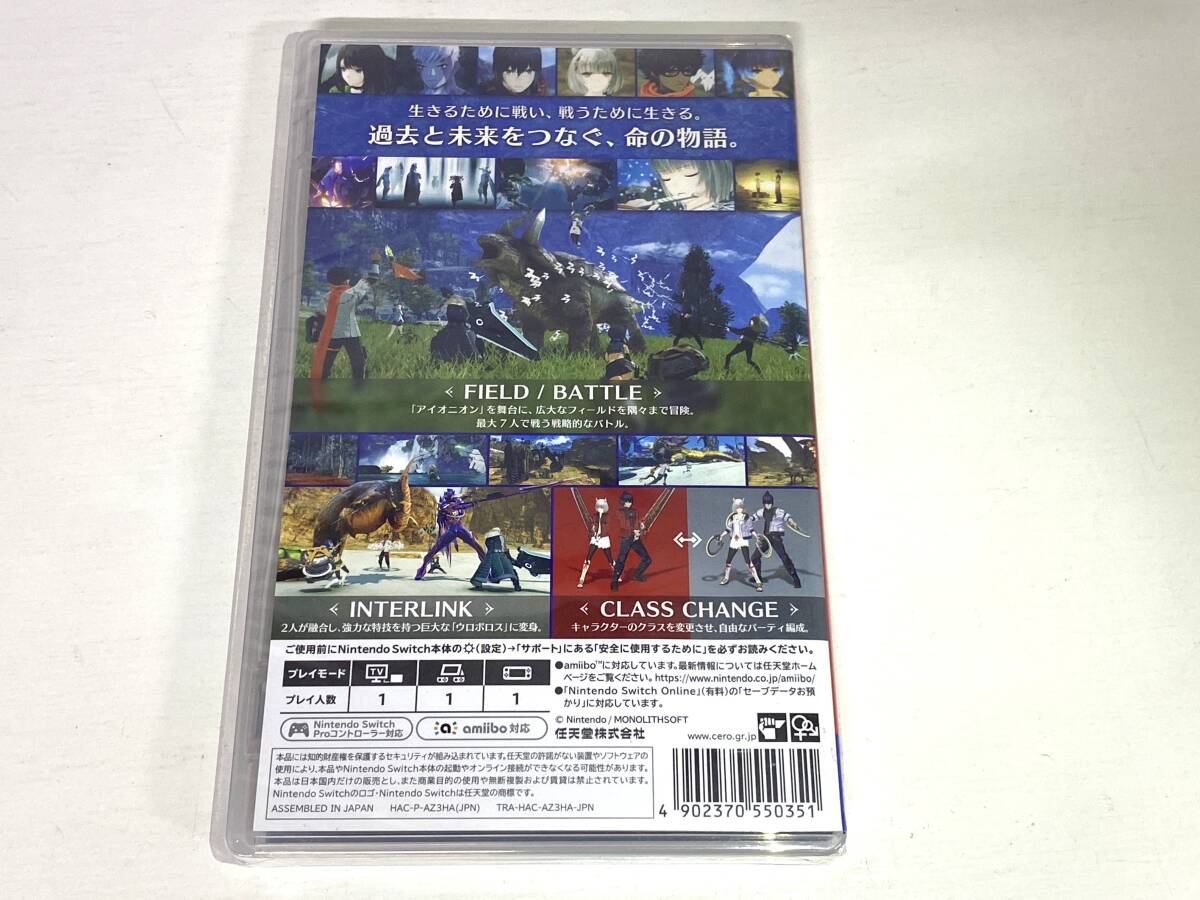 生きるために戦い、戦うために生きる。
過去と未来をつなぐ、命の物語。
FIELD / BATTLE
「アイオニオン」を舞台に、広大なフィールドを隅々まで冒険。
最大7人で戦う戦略的なバトル。
INTERLINK
2人が融合し、強力な特技を持つ巨大な「ウロボロス」に変身。
CLASS CHANGE
キャラクターのクラスを変更させ、自由なパーティ編成。
ご使用前にNintendo Switch本体の(設定)→「サポート」にある「安全に使用するために」を必ずお読みください。
プレイモード TV
プレイ人数 1 1 1
●amiibo™に対応しています。最新情報については任天堂ホーム
ページをご覧ください。https://www.nintendo.co.jp/amiibo/
●「Nintendo Switch Online」(有料)の「セーブデータお預
かり」に対応しています。
Nintendo Switch
Proコントローラー対応
amiibo 対応
© Nintendo / MONOLITHSOFT
任天堂株式会社
www.cero.gr.jp
本品には知的財産権を保護するセキュリティが組み込まれています。任天堂の許諾がない装置やソフトウェアの
使用により、本品やNintendo Switch本体の起動やオンライン接続ができなくなる可能性があります。
本品は日本国内だけの販売とし、また商業目的の使用や無断複製および賃貸は禁止されています。
Nintendo Switchのロゴ・Nintendo Switchは任天堂の商標です。
ASSEMBLED IN JAPAN HAC-P-AZ3HA(JPN) TRA-HAC-AZ3HA-JPN
4 902370 550351